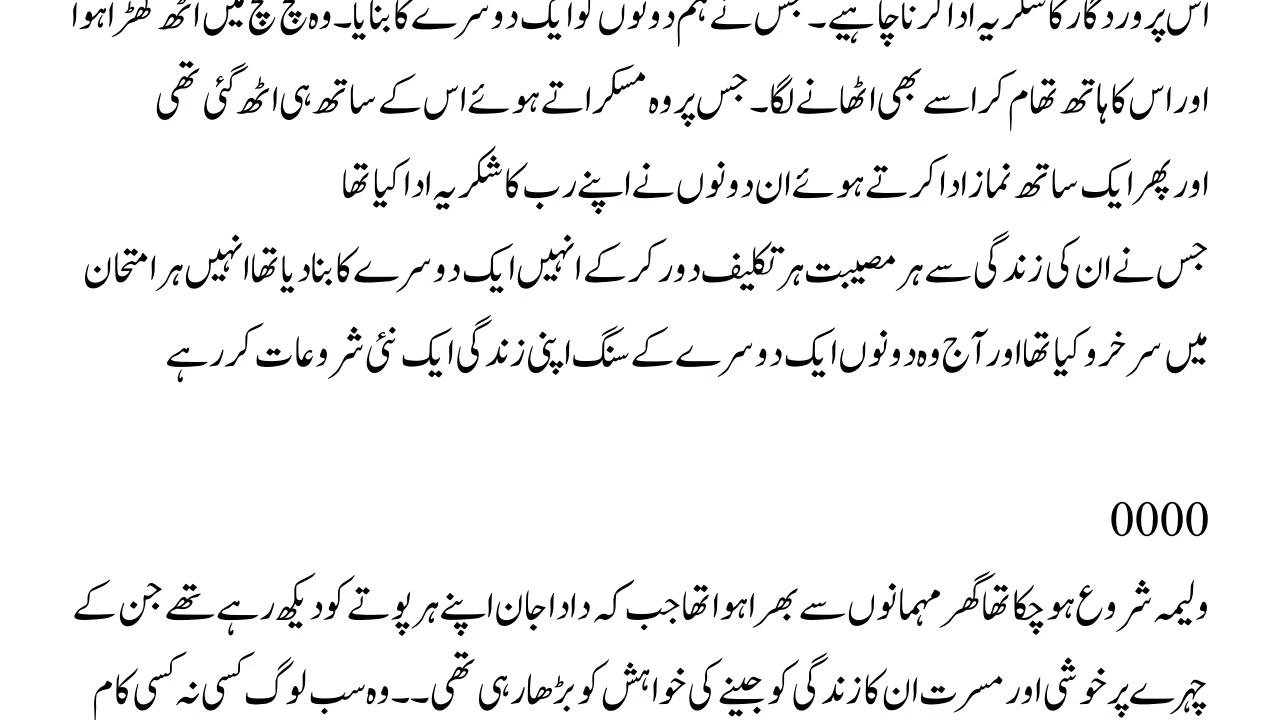 اس پروردگار کا شکریہ ادا کرنا چاہیے۔ جس نے ہم دونوں کو ایک دوسرے کا بنایا۔ وہ سچ مچ میں اٹھ کھڑا ہوا
اور اس کا ہاتھ تھام کر اسے بھی اٹھانے لگا۔ جس پر وہ مسکراتے ہوئے اس کے ساتھ ہی اٹھ گئی تھی
اور پھر ایک ساتھ نماز ادا کرتے ہوئے ان دونوں نے اپنے رب کا شکریہ ادا کیا تھا
جس نے ان کی زندگی سے ہر مصیبت ہر تکلیف دور کر کے انہیں ایک دوسرے کا بنا دیا تھا انہیں ہر امتحان
میں سرخرو کیا تھا اور آج وہ دونوں ایک دوسرے کے سنگ اپنی زندگی ایک نئی شروعات کر رہے
0000
ولیمہ شروع ہو چکا تھا گھر مہمانوں سے بھرا ہوا تھا جب کہ دادا جان اپنے ہر پوتے کو دیکھ رہے تھے جن کے
چہرے پر خوشی اور مسرت ان کا زندگی کو جینے کی خواہش کو بڑھا رہی تھی۔۔ وہ سب لوگ کسی نہ کسی کام